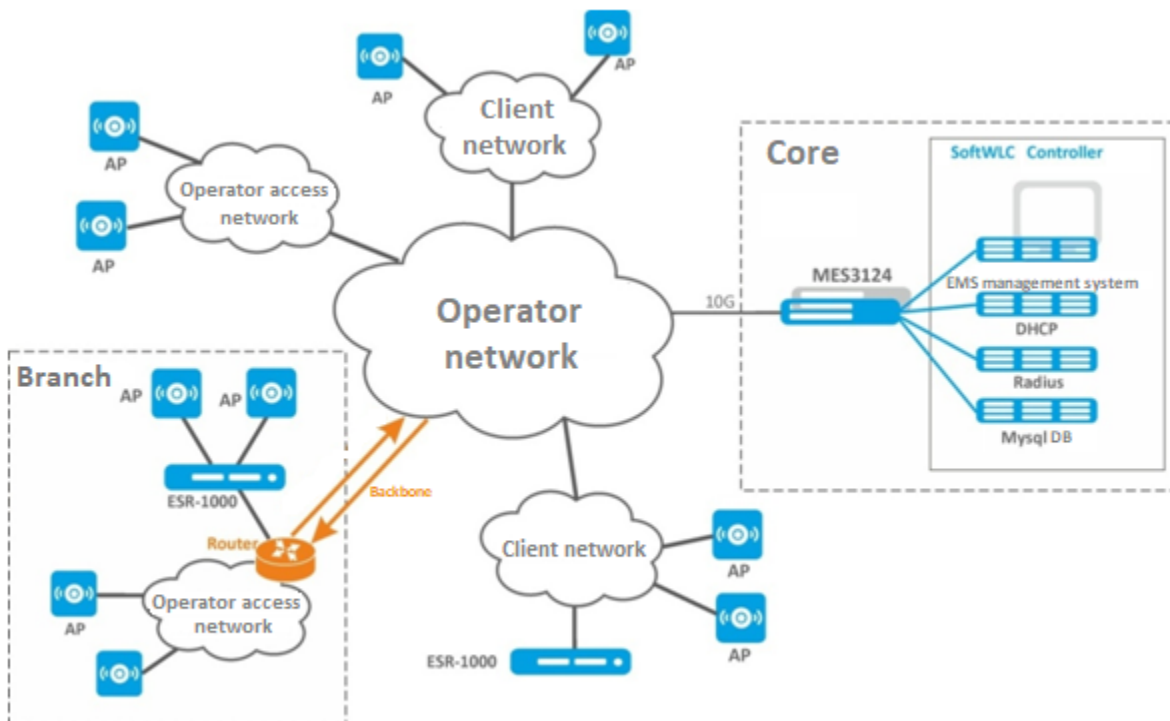 AP
AP
Client
network
AP
Operator access
network
AP
Core
SoftWLC Controller
MES3124
EMS management system
DHCP
Radius
Mysql DB
10G
Operator
network
Branch
AP
AP
ESR-1000
Backbone
Router
Operator access
network
AP
Client network
AP
AP
ESR-1000